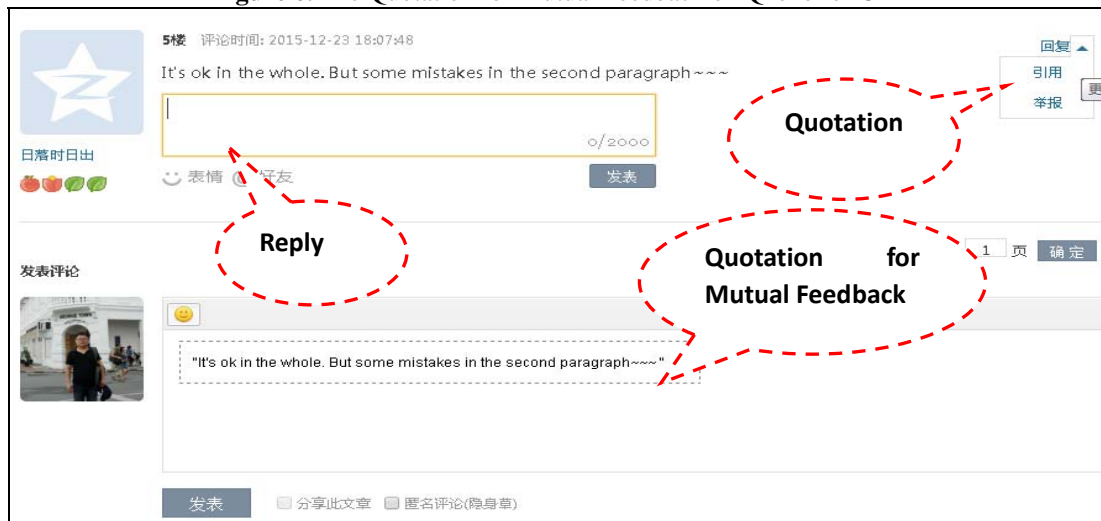 5楼 评论时间: 2015-12-23 18:07:48
回复
It's ok in the whole. But some mistakes in the second paragraph~~~
引用
举报
更
Quotation
0/2000
日落时日出
表情 @ 好友
发表
Reply
Quotation for
Mutual Feedback
1 页 确定
发表评论
"It's ok in the whole. But some mistakes in the second paragraph~~~"
发表 分享此文章 匿名评论(隐身草)